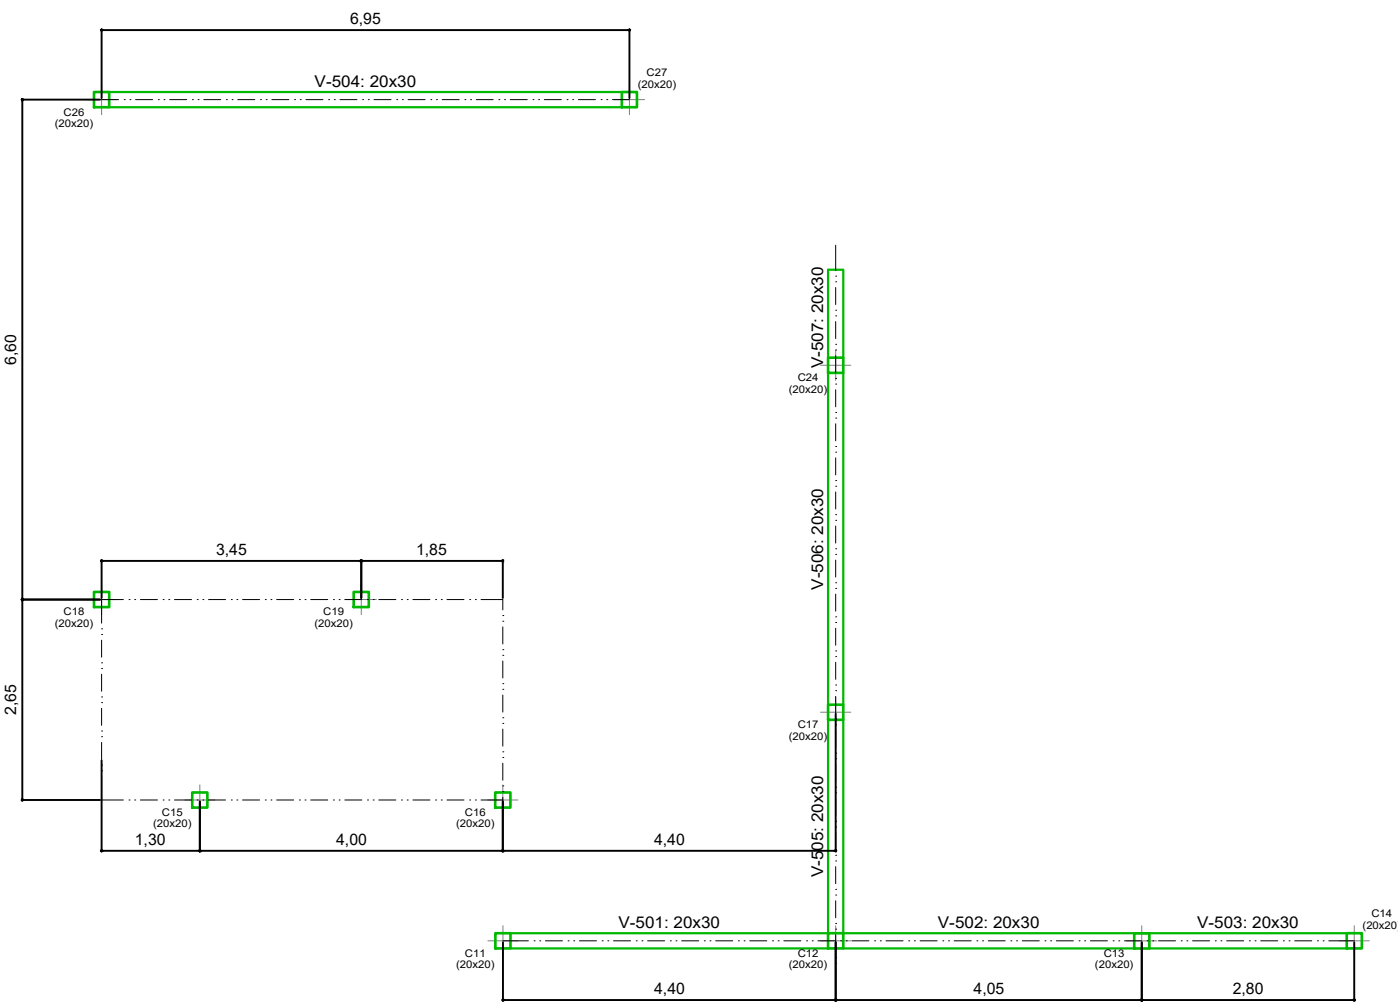 6,95
V-504: 20x30
C27
(20x20)
C26
(20x20)
6,60
V-507: 20x30
C24
(20x20)
V-506: 20x30
3,45
1,85
C18
(20x20)
C19
(20x20)
2,65
C17
(20x20)
C15
(20x20)
C16
(20x20)
1,30
4,00
4,40
V-505: 20x30
V-501: 20x30
V-502: 20x30
V-503: 20x30
C14
(20x20
C11
(20x20)
C12
(20x20)
C13
(20x20)
4,40
4,05
2,80